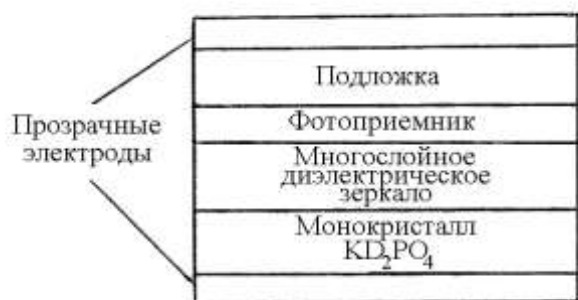 Прозрачные
электроды
Подложка
Фотоприемник
Многослойное
диэлектрическое
зеркало
Монокристалл
KD₂PO₄